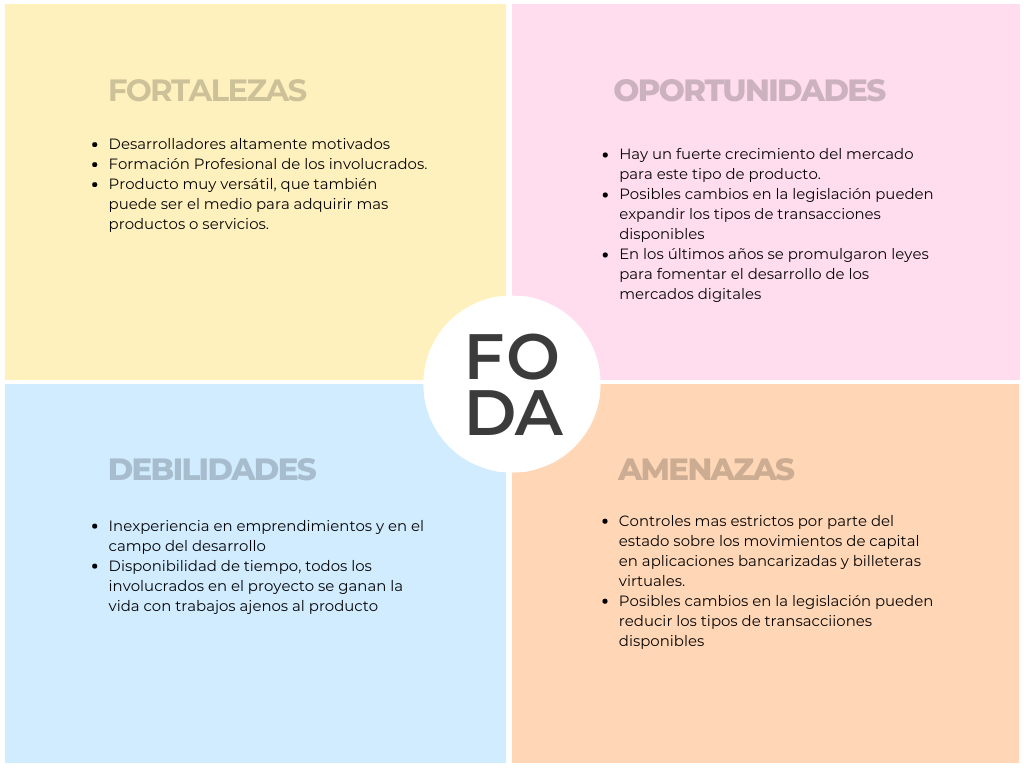 FORTALEZAS
• Desarrolladores altamente motivados
• Formación Profesional de los involucrados.
• Producto muy versátil, que también
puede ser el medio para adquirir mas
productos o servicios.
OPORTUNIDADES
• Hay un fuerte crecimiento del mercado
para este tipo de producto.
• Posibles cambios en la legislación pueden
expandir los tipos de transacciones
disponibles
• En los últimos años se promulgaron leyes
para fomentar el desarrollo de los
mercados digitales
FO
DA
DEBILIDADES
• Inexperiencia en emprendimientos y en el
campo del desarrollo
• Disponibilidad de tiempo, todos los
involucrados en el proyecto se ganan la
vida con trabajos ajenos al producto
AMENAZAS
• Controles mas estrictos por parte del
estado sobre los movimientos de capital
en aplicaciones bancarizadas y billeteras
virtuales.
• Posibles cambios en la legislación pueden
reducir los tipos de transacciiones
disponibles